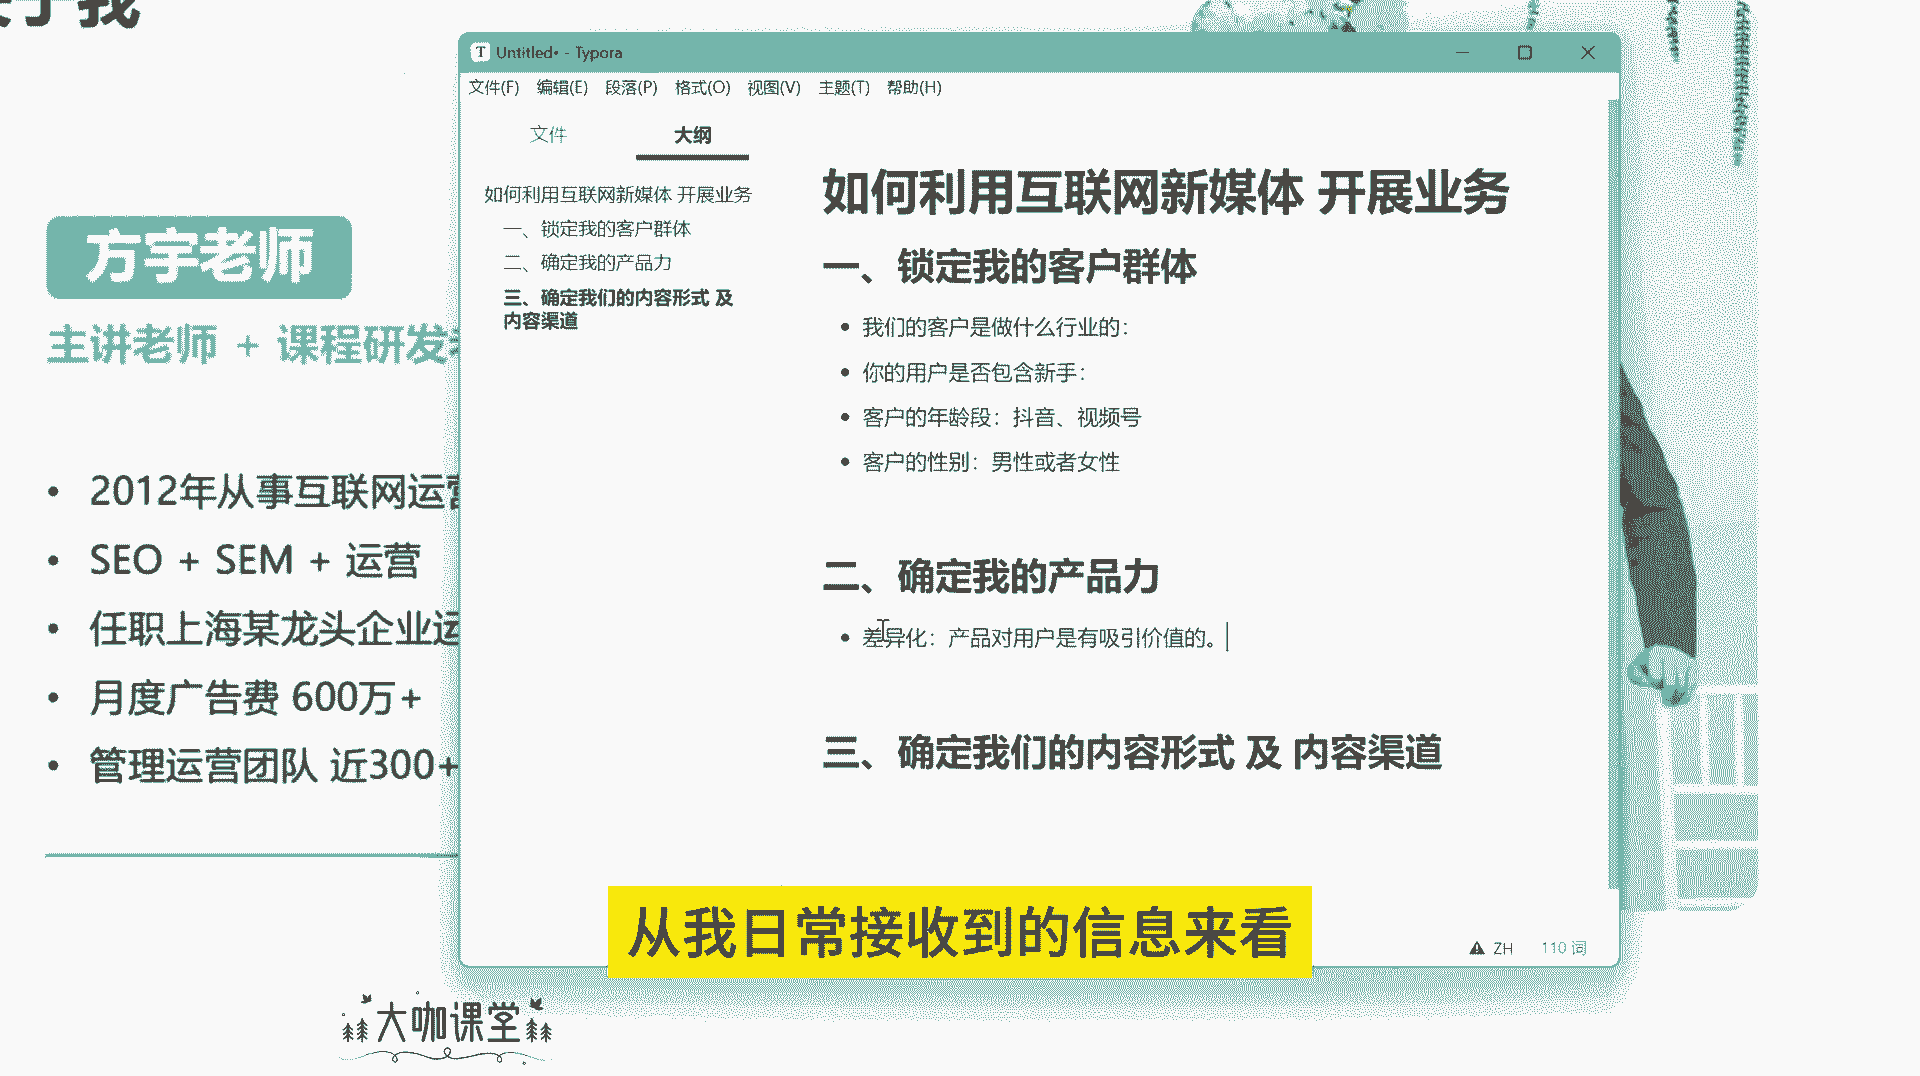 我
Untitled• - Typora
文件(F) 编辑(E) 段落(P) 格式(O) 视图(V) 主题(T) 帮助(H)
文件 大纲
如何利用互联网新媒体 开展业务
一、锁定我的客户群体
二、确定我的产品力
三、确定我们的内容形式 及
内容渠道
如何利用互联网新媒体 开展业务
一、锁定我的客户群体
• 我们的客户是做什么行业的：
• 你的用户是否包含新手：
• 客户的年龄段：抖音、视频号
• 客户的性别：男性或者女性
二、确定我的产品力
• 差异化：产品对用户是有吸引价值的。
三、确定我们的内容形式 及 内容渠道
ZH 110 词
方宇老师
主讲老师 + 课程研发
• 2012年从事互联网运营
• SEO + SEM + 运营
• 任职上海某龙头企业运
• 月度广告费 600万+
• 管理运营团队 近300+
从我日常接收到的信息来看
大咖课堂